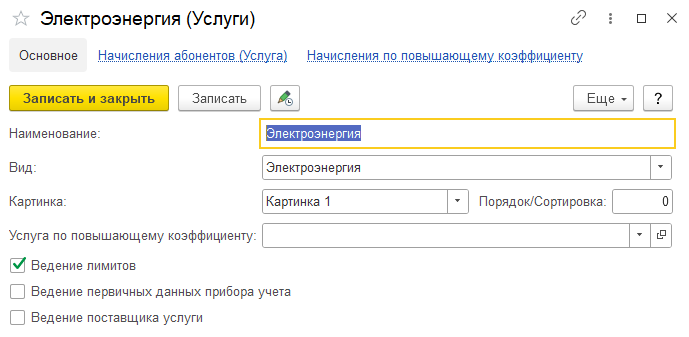 Электроэнергия (Услуги)
Основное Начисления абонентов (Услуга) Начисления по повышающему коэффициенту
Записать и закрыть Записать Еще ?
Наименование: Электроэнергия
Вид: Электроэнергия
Картинка: Картинка 1 Порядок/Сортировка: 0
Услуга по повышающему коэффициенту:
Ведение лимитов
Ведение первичных данных прибора учета
Ведение поставщика услуги